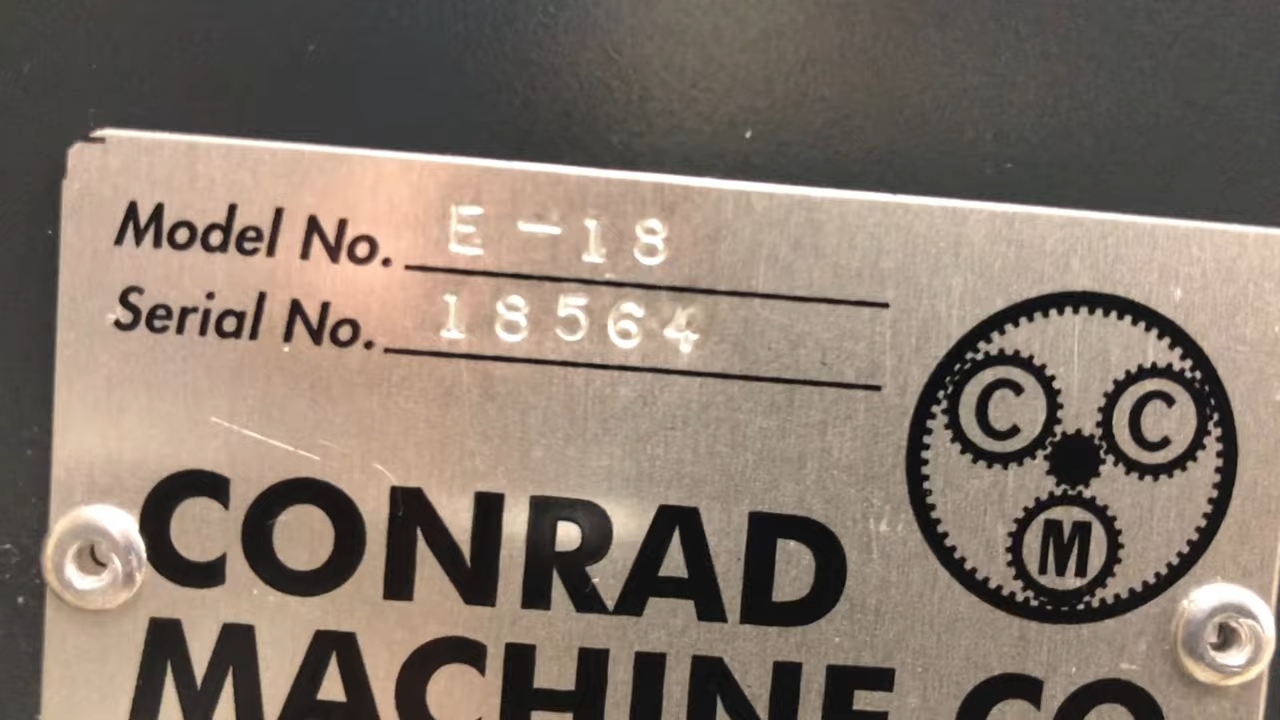 Model No. E-18
Serial No. 18564
C C
M
CONRAD
MACHINE CO